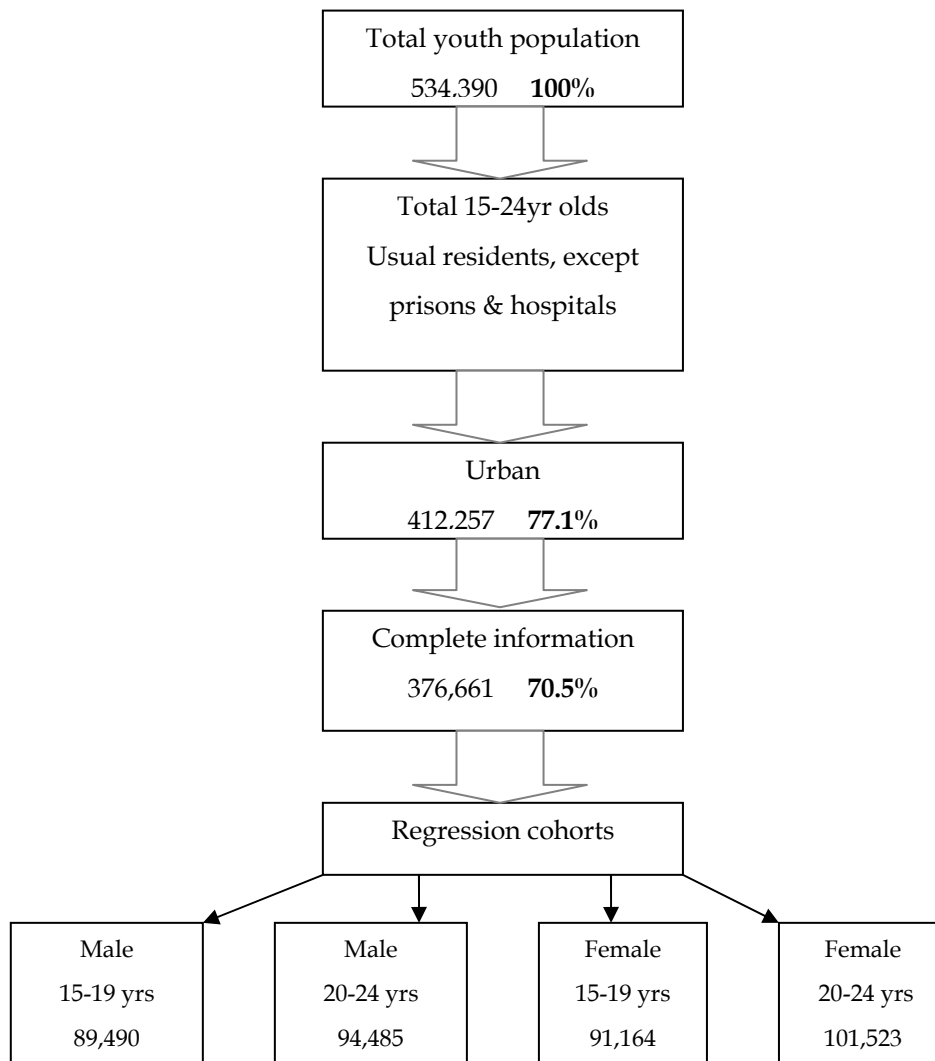 Total youth population
534,390 100%
Total 15-24yr olds
Usual residents, except
prisons & hospitals
Urban
412,257 77.1%
Complete information
376,661 70.5%
Regression cohorts
Male
15-19 yrs
89,490
Male
20-24 yrs
94,485
Female
15-19 yrs
91,164
Female
20-24 yrs
101,523